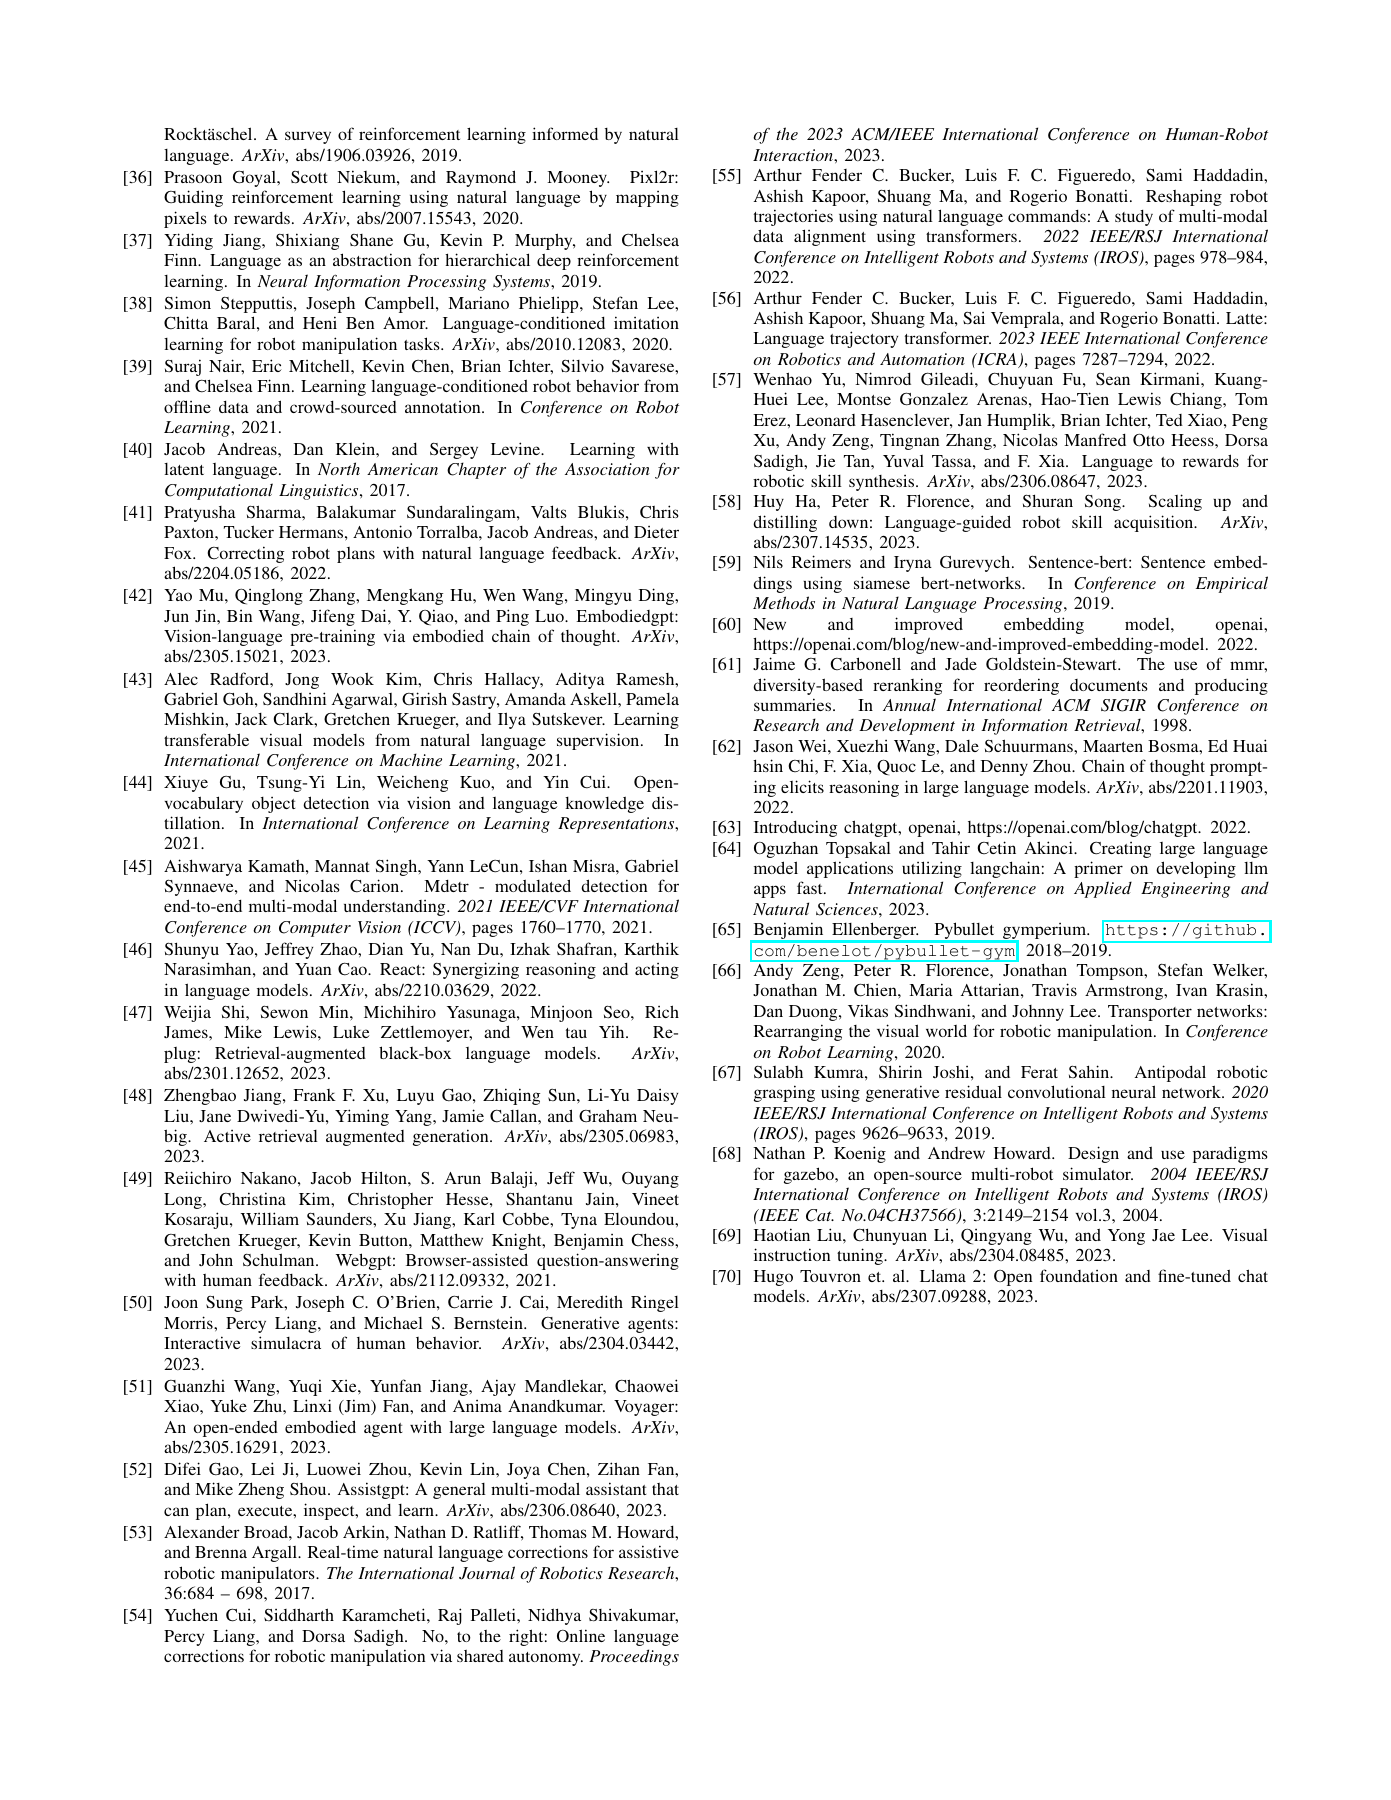 Rocktäschel. A survey of reinforcement learning informed by natural
language. ArXiv, abs/1906.03926, 2019.
[36] Prasoon Goyal, Scott Niekum, and Raymond J. Mooney. Pixl2r:
Guiding reinforcement learning using natural language by mapping
pixels to rewards. ArXiv, abs/2007.15543, 2020.
[37] Yiding Jiang, Shixiang Shane Gu, Kevin P. Murphy, and Chelsea
Finn. Language as an abstraction for hierarchical deep reinforcement
learning. In Neural Information Processing Systems, 2019.
[38] Simon Stepputtis, Joseph Campbell, Mariano Phielipp, Stefan Lee,
Chitta Baral, and Heni Ben Amor. Language-conditioned imitation
learning for robot manipulation tasks. ArXiv, abs/2010.12083, 2020.
[39] Suraj Nair, Eric Mitchell, Kevin Chen, Brian Ichter, Silvio Savarese,
and Chelsea Finn. Learning language-conditioned robot behavior from
offline data and crowd-sourced annotation. In Conference on Robot
Learning, 2021.
[40] Jacob Andreas, Dan Klein, and Sergey Levine. Learning with
latent language. In North American Chapter of the Association for
Computational Linguistics, 2017.
[41] Pratyusha Sharma, Balakumar Sundaralingam, Valts Blukis, Chris
Paxton, Tucker Hermans, Antonio Torralba, Jacob Andreas, and Dieter
Fox. Correcting robot plans with natural language feedback. ArXiv,
abs/2204.05186, 2022.
[42] Yao Mu, Qinglong Zhang, Mengkang Hu, Wen Wang, Mingyu Ding,
Jun Jin, Bin Wang, Jifeng Dai, Y. Qiao, and Ping Luo. Embodiedgpt:
Vision-language pre-training via embodied chain of thought. ArXiv,
abs/2305.15021, 2023.
[43] Alec Radford, Jong Wook Kim, Chris Hallacy, Aditya Ramesh,
Gabriel Goh, Sandhini Agarwal, Girish Sastry, Amanda Askell, Pamela
Mishkin, Jack Clark, Gretchen Krueger, and Ilya Sutskever. Learning
transferable visual models from natural language supervision. In
International Conference on Machine Learning, 2021.
[44] Xiuye Gu, Tsung-Yi Lin, Weicheng Kuo, and Yin Cui. Open-
vocabulary object detection via vision and language knowledge dis-
tillation. In International Conference on Learning Representations,
2021.
[45] Aishwarya Kamath, Mannat Singh, Yann LeCun, Ishan Misra, Gabriel
Synnaeve, and Nicolas Carion. Mdetr - modulated detection for
end-to-end multi-modal understanding. 2021 IEEE/CVF International
Conference on Computer Vision (ICCV), pages 1760–1770, 2021.
[46] Shunyu Yao, Jeffrey Zhao, Dian Yu, Nan Du, Izhak Shafran, Karthik
Narasimhan, and Yuan Cao. React: Synergizing reasoning and acting
in language models. ArXiv, abs/2210.03629, 2022.
[47] Weijia Shi, Sewon Min, Michihiro Yasunaga, Minjoon Seo, Rich
James, Mike Lewis, Luke Zettlemoyer, and Wen tau Yih. Re-
plug: Retrieval-augmented black-box language models. ArXiv,
abs/2301.12652, 2023.
[48] Zhengbao Jiang, Frank F. Xu, Luyu Gao, Zhiqing Sun, Li-Yu Daisy
Liu, Jane Dwivedi-Yu, Yiming Yang, Jamie Callan, and Graham Neu-
big. Active retrieval augmented generation. ArXiv, abs/2305.06983,
2023.
[49] Reiichiro Nakano, Jacob Hilton, S. Arun Balaji, Jeff Wu, Ouyang
Long, Christina Kim, Christopher Hesse, Shantanu Jain, Vineet
Kosaraju, William Saunders, Xu Jiang, Karl Cobbe, Tyna Eloundou,
Gretchen Krueger, Kevin Button, Matthew Knight, Benjamin Chess,
and John Schulman. Webgpt: Browser-assisted question-answering
with human feedback. ArXiv, abs/2112.09332, 2021.
[50] Joon Sung Park, Joseph C. O'Brien, Carrie J. Cai, Meredith Ringel
Morris, Percy Liang, and Michael S. Bernstein. Generative agents:
Interactive simulacra of human behavior. ArXiv, abs/2304.03442,
2023.
[51] Guanzhi Wang, Yuqi Xie, Yunfan Jiang, Ajay Mandlekar, Chaowei
Xiao, Yuke Zhu, Linxi (Jim) Fan, and Anima Anandkumar. Voyager:
An open-ended embodied agent with large language models. ArXiv,
abs/2305.16291, 2023.
[52] Difei Gao, Lei Ji, Luowei Zhou, Kevin Lin, Joya Chen, Zihan Fan,
and Mike Zheng Shou. Assistgpt: A general multi-modal assistant that
can plan, execute, inspect, and learn. ArXiv, abs/2306.08640, 2023.
[53] Alexander Broad, Jacob Arkin, Nathan D. Ratliff, Thomas M. Howard,
and Brenna Argall. Real-time natural language corrections for assistive
robotic manipulators. The International Journal of Robotics Research,
36:684 – 698, 2017.
[54] Yuchen Cui, Siddharth Karamcheti, Raj Palleti, Nidhya Shivakumar,
Percy Liang, and Dorsa Sadigh. No, to the right: Online language
corrections for robotic manipulation via shared autonomy. Proceedings
of the 2023 ACM/IEEE International Conference on Human-Robot
Interaction, 2023.
[55] Arthur Fender C. Bucker, Luis F. C. Figueredo, Sami Haddadin,
Ashish Kapoor, Shuang Ma, and Rogerio Bonatti. Reshaping robot
trajectories using natural language commands: A study of multi-modal
data alignment using transformers. 2022 IEEE/RSJ International
Conference on Intelligent Robots and Systems (IROS), pages 978–984,
2022.
[56] Arthur Fender C. Bucker, Luis F. C. Figueredo, Sami Haddadin,
Ashish Kapoor, Shuang Ma, Sai Vemprala, and Rogerio Bonatti. Latte:
Language trajectory transformer. 2023 IEEE International Conference
on Robotics and Automation (ICRA), pages 7287–7294, 2022.
[57] Wenhao Yu, Nimrod Gileadi, Chuyuan Fu, Sean Kirmani, Kuang-
Huei Lee, Montse Gonzalez Arenas, Hao-Tien Lewis Chiang, Tom
Erez, Leonard Hasenclever, Jan Humplik, Brian Ichter, Ted Xiao, Peng
Xu, Andy Zeng, Tingnan Zhang, Nicolas Manfred Otto Heess, Dorsa
Sadigh, Jie Tan, Yuval Tassa, and F. Xia. Language to rewards for
robotic skill synthesis. ArXiv, abs/2306.08647, 2023.
[58] Huy Ha, Peter R. Florence, and Shuran Song. Scaling up and
distilling down: Language-guided robot skill acquisition. ArXiv,
abs/2307.14535, 2023.
[59] Nils Reimers and Iryna Gurevych. Sentence-bert: Sentence embed-
dings using siamese bert-networks. In Conference on Empirical
Methods in Natural Language Processing, 2019.
[60] New and improved embedding model, openai,
https://openai.com/blog/new-and-improved-embedding-model. 2022.
[61] Jaime G. Carbonell and Jade Goldstein-Stewart. The use of mmr,
diversity-based reranking for reordering documents and producing
summaries. In Annual International ACM SIGIR Conference on
Research and Development in Information Retrieval, 1998.
[62] Jason Wei, Xuezhi Wang, Dale Schuurmans, Maarten Bosma, Ed Huai
hsin Chi, F. Xia, Quoc Le, and Denny Zhou. Chain of thought prompt-
ing elicits reasoning in large language models. ArXiv, abs/2201.11903,
2022.
[63] Introducing chatgpt, openai, https://openai.com/blog/chatgpt. 2022.
[64] Oguzhan Topsakal and Tahir Cetin Akinci. Creating large language
model applications utilizing langchain: A primer on developing llm
apps fast. International Conference on Applied Engineering and
Natural Sciences, 2023.
[65] Benjamin Ellenberger. Pybullet gymperium. https://github.
com/benelot/pybullet-gym 2018–2019.
[66] Andy Zeng, Peter R. Florence, Jonathan Tompson, Stefan Welker,
Jonathan M. Chien, Maria Attarian, Travis Armstrong, Ivan Krasin,
Dan Duong, Vikas Sindhwani, and Johnny Lee. Transporter networks:
Rearranging the visual world for robotic manipulation. In Conference
on Robot Learning, 2020.
[67] Sulabh Kumra, Shirin Joshi, and Ferat Sahin. Antipodal robotic
grasping using generative residual convolutional neural network. 2020
IEEE/RSJ International Conference on Intelligent Robots and Systems
(IROS), pages 9626–9633, 2019.
[68] Nathan P. Koenig and Andrew Howard. Design and use paradigms
for gazebo, an open-source multi-robot simulator. 2004 IEEE/RSJ
International Conference on Intelligent Robots and Systems (IROS)
(IEEE Cat. No.04CH37566), 3:2149–2154 vol.3, 2004.
[69] Haotian Liu, Chunyuan Li, Qingyang Wu, and Yong Jae Lee. Visual
instruction tuning. ArXiv, abs/2304.08485, 2023.
[70] Hugo Touvron et. al. Llama 2: Open foundation and fine-tuned chat
models. ArXiv, abs/2307.09288, 2023.